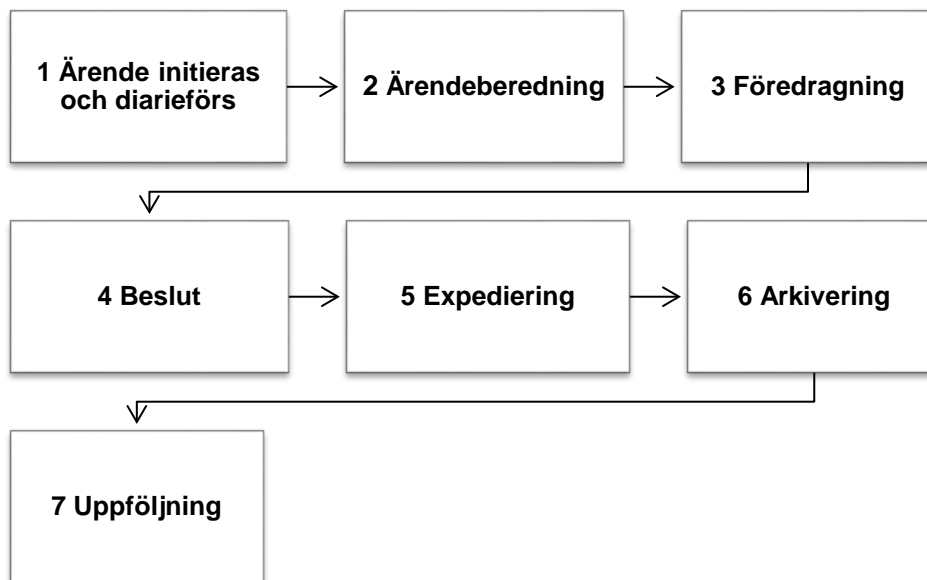 1 Ärende initieras
och diarieförs
2 Ärendeberedning
3 Föredragning
4 Beslut
5 Expediering
6 Arkivering
7 Uppföljning